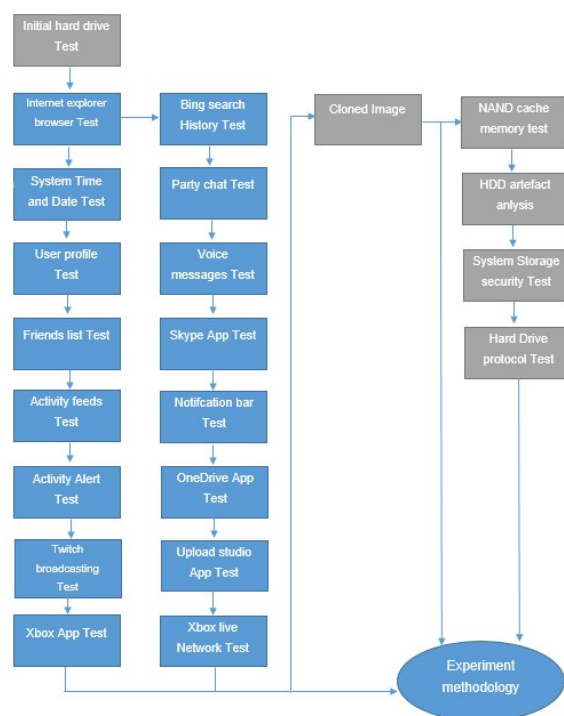 Initial hard drive
Test
Internet explorer
browser Test
System Time
and Date Test
User profile
Test
Friends list Test
Activity feeds
Test
Activity Alert
Test
Twitch
broadcasting
Test
Xbox App Test
Bing search
History Test
Party chat Test
Voice
messages Test
Skype App Test
Notifcation bar
Test
OneDrive App
Test
Upload studio
App Test
Xbox live
Network Test
Cloned Image
NAND cache
memory test
HDD artefact
anlysis
System Storage
security Test
Hard Drive
protocol Test
Experiment
methodology